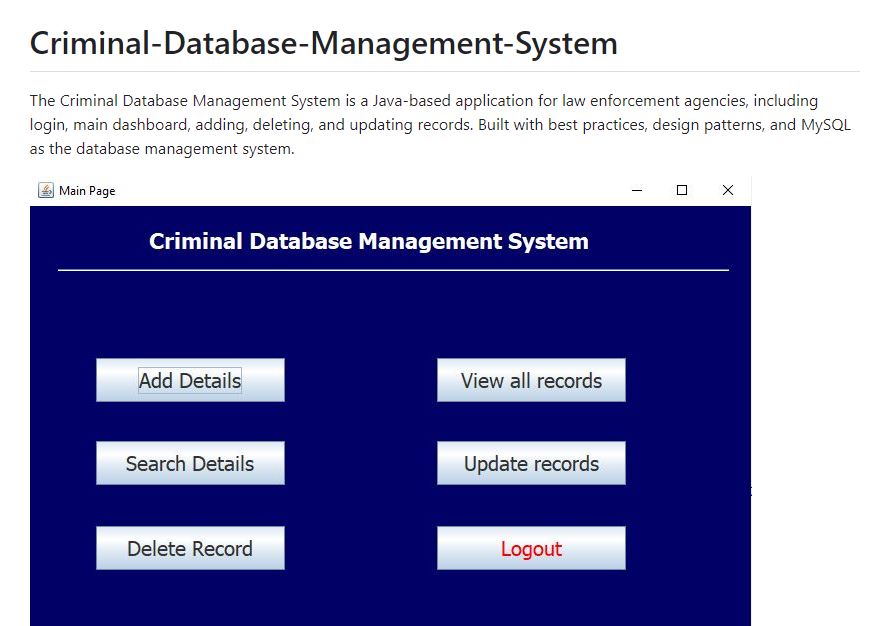 Criminal-Database-Management-System
The Criminal Database Management System is a Java-based application for law enforcement agencies, including
login, main dashboard, adding, deleting, and updating records. Built with best practices, design patterns, and MySQL
as the database management system.
Main Page
Criminal Database Management System
Add Details
View all records
Search Details
Update records
Delete Record
Logout